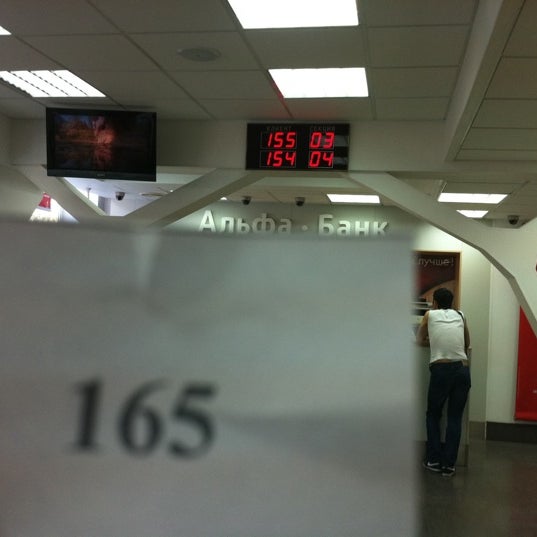 КЛИЕНТ СЕКЦИЯ
155 03
154 04
Альфа · Банк
лучше
165